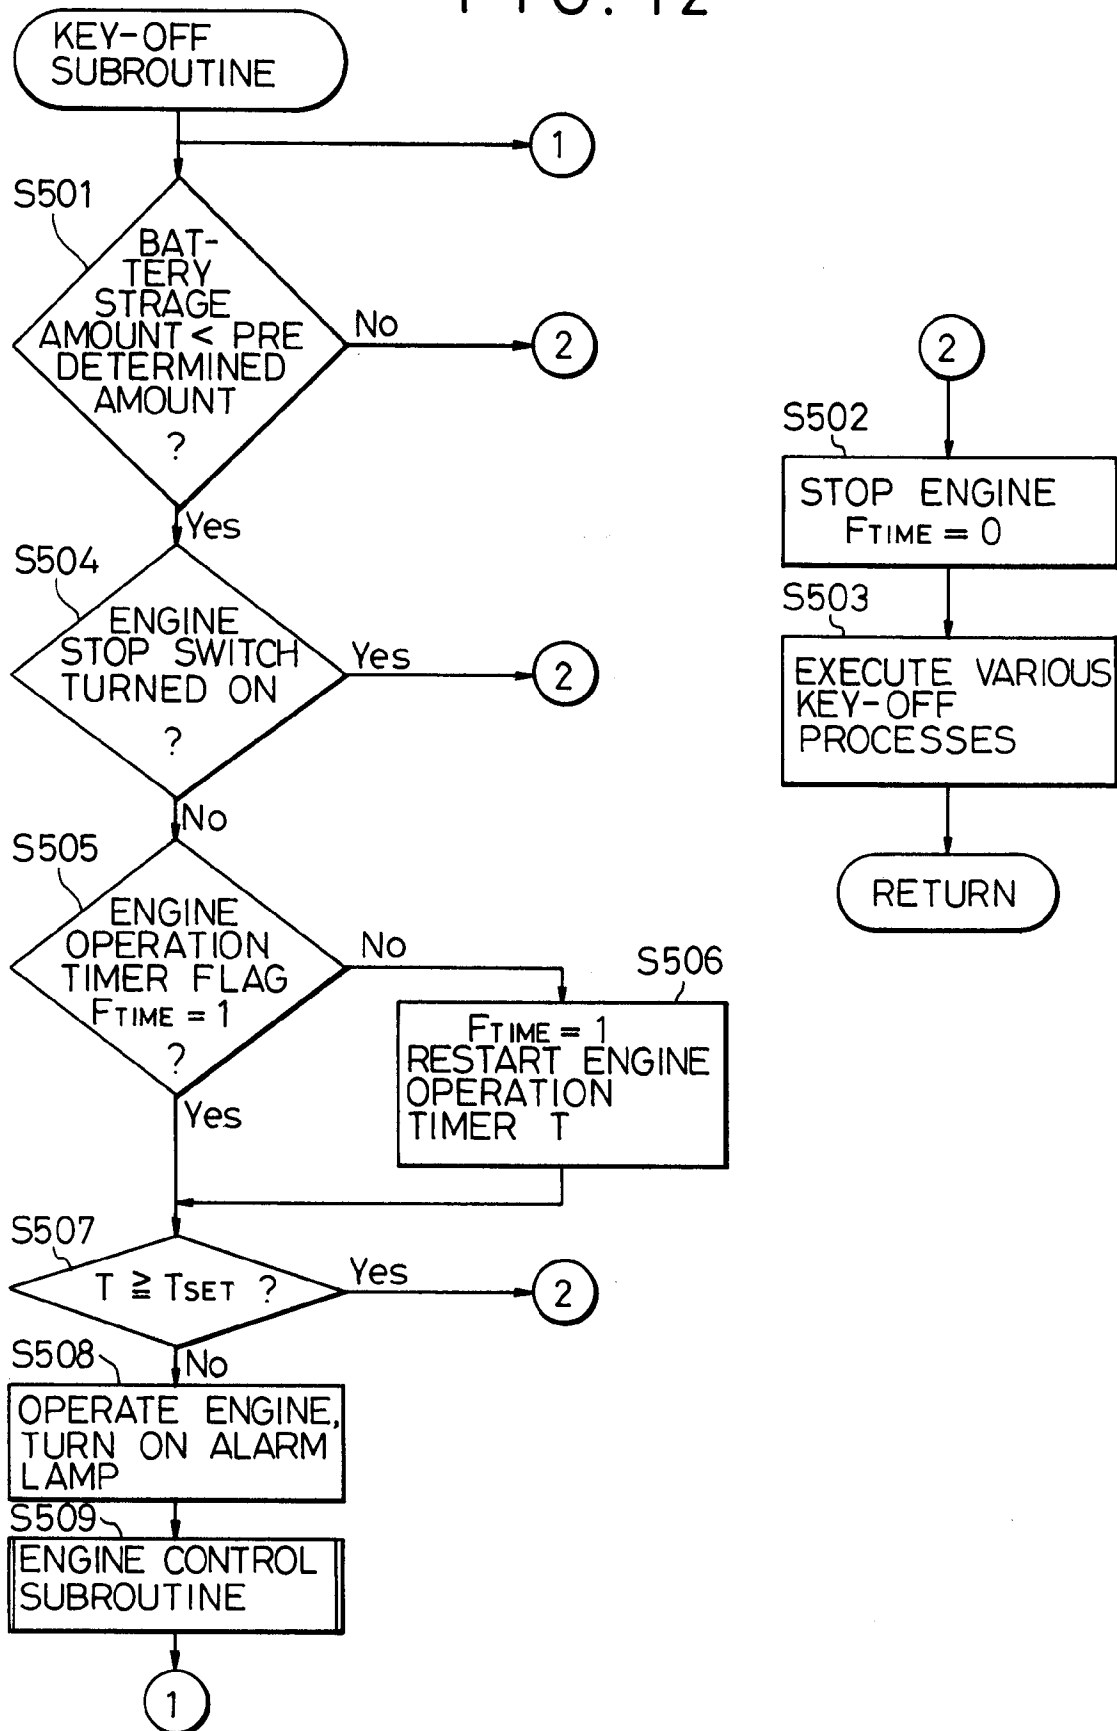 FIG. 12
KEY-OFF
SUBROUTINE
1
S501
BAT-
TERY
STRAGE
AMOUNT < PRE
DETERMINED
AMOUNT
?
No
2
Yes
S504
ENGINE
STOP SWITCH
TURNED ON
?
Yes
2
No
S505
ENGINE
OPERATION
TIMER FLAG
FTIME = 1
?
No
Yes
S506
FTIME = 1
RESTART ENGINE
OPERATION
TIMER T
S507
T ≧ TSET ?
Yes
2
No
S508
OPERATE ENGINE,
TURN ON ALARM
LAMP
S509
ENGINE CONTROL
SUBROUTINE
1
2
S502
STOP ENGINE
FTIME = 0
S503
EXECUTE VARIOUS
KEY-OFF
PROCESSES
RETURN